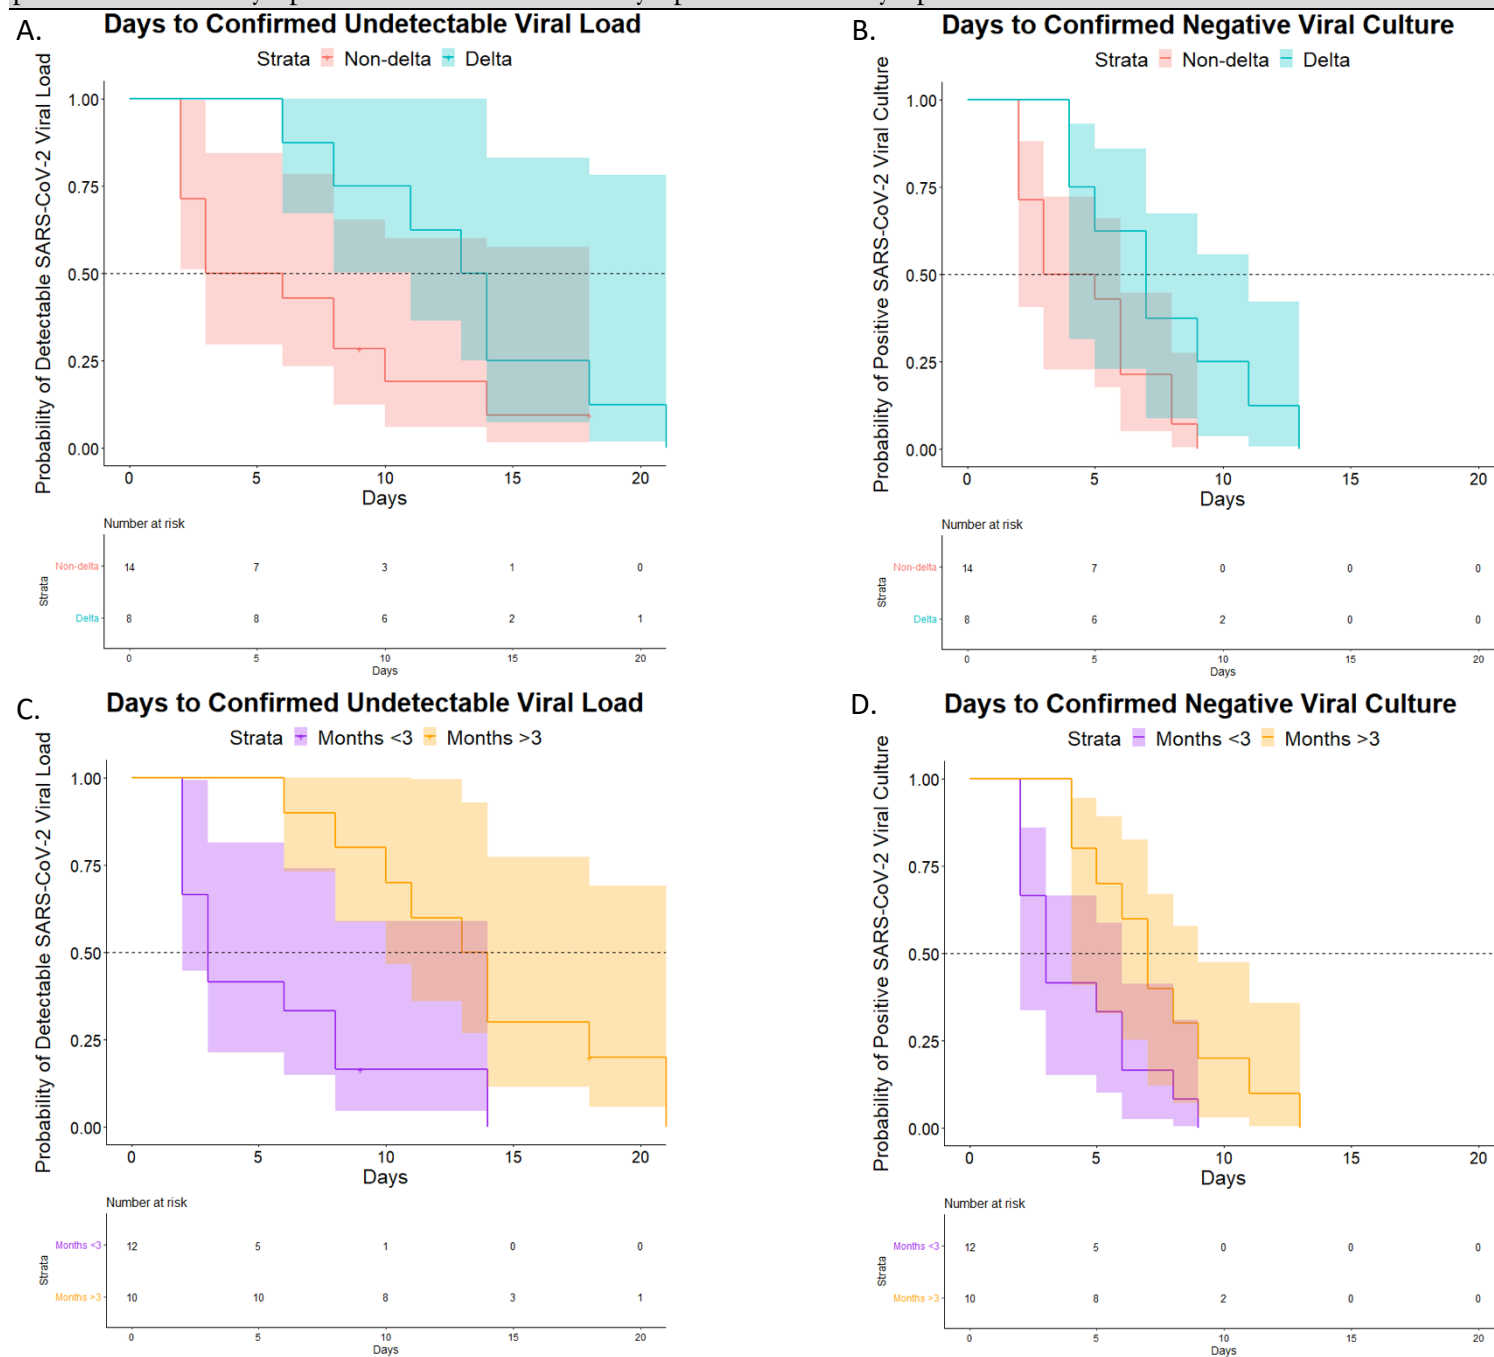 A.
Days to Confirmed Undetectable Viral Load
Strata Non-delta Delta
Probability of Detectable SARS-CoV-2 Viral Load
1.00
0.75
0.50
0.25
0.00
0 5 10 15 20
Days
Number at risk
Strata
Non-delta 14 7 3 1 0
Delta 8 8 6 2 1
0 5 10 15 20
Days
B.
Days to Confirmed Negative Viral Culture
Strata Non-delta Delta
Probability of Positive SARS-CoV-2 Viral Culture
1.00
0.75
0.50
0.25
0.00
0 5 10 15 20
Days
Number at risk
Strata
Non-delta 14 7 0 0 0
Delta 8 6 2 0 0
0 5 10 15 20
Days
C.
Days to Confirmed Undetectable Viral Load
Strata Months <3 Months >3
Probability of Detectable SARS-CoV-2 Viral Load
1.00
0.75
0.50
0.25
0.00
0 5 10 15 20
Days
Number at risk
Strata
Months <3 12 5 1 0 0
Months >3 10 10 8 3 1
0 5 10 15 20
Days
D.
Days to Confirmed Negative Viral Culture
Strata Months <3 Months >3
Probability of Positive SARS-CoV-2 Viral Culture
1.00
0.75
0.50
0.25
0.00
0 5 10 15 20
Days
Number at risk
Strata
Months <3 12 5 0 0 0
Months >3 10 8 2 0 0
0 5 10 15 20
Days